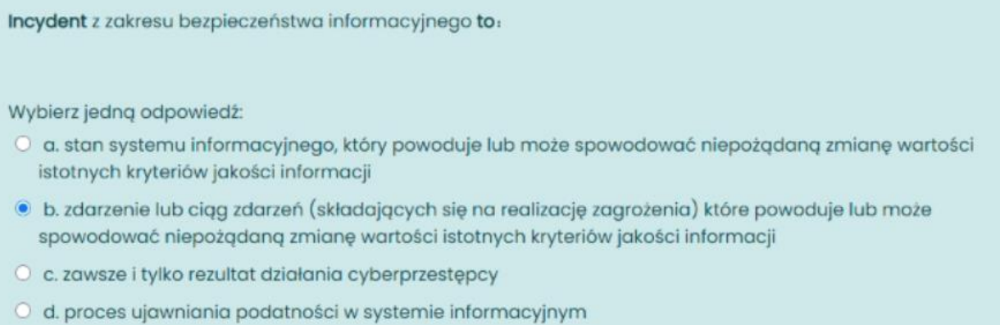 Incydent z zakresu bezpieczeństwa informacyjnego to:
Wybierz jedną odpowiedź:
a. stan systemu informacyjnego, który powoduje lub może spowodować niepożądaną zmianę wartości
istotnych kryteriów jakości informacji
b. zdarzenie lub ciąg zdarzeń (składających się na realizację zagrożenia) które powoduje lub może
spowodować niepożądaną zmianę wartości istotnych kryteriów jakości informacji
c. zawsze i tylko rezultat działania cyberprzestępcy
d. proces ujawniania podatności w systemie informacyjnym